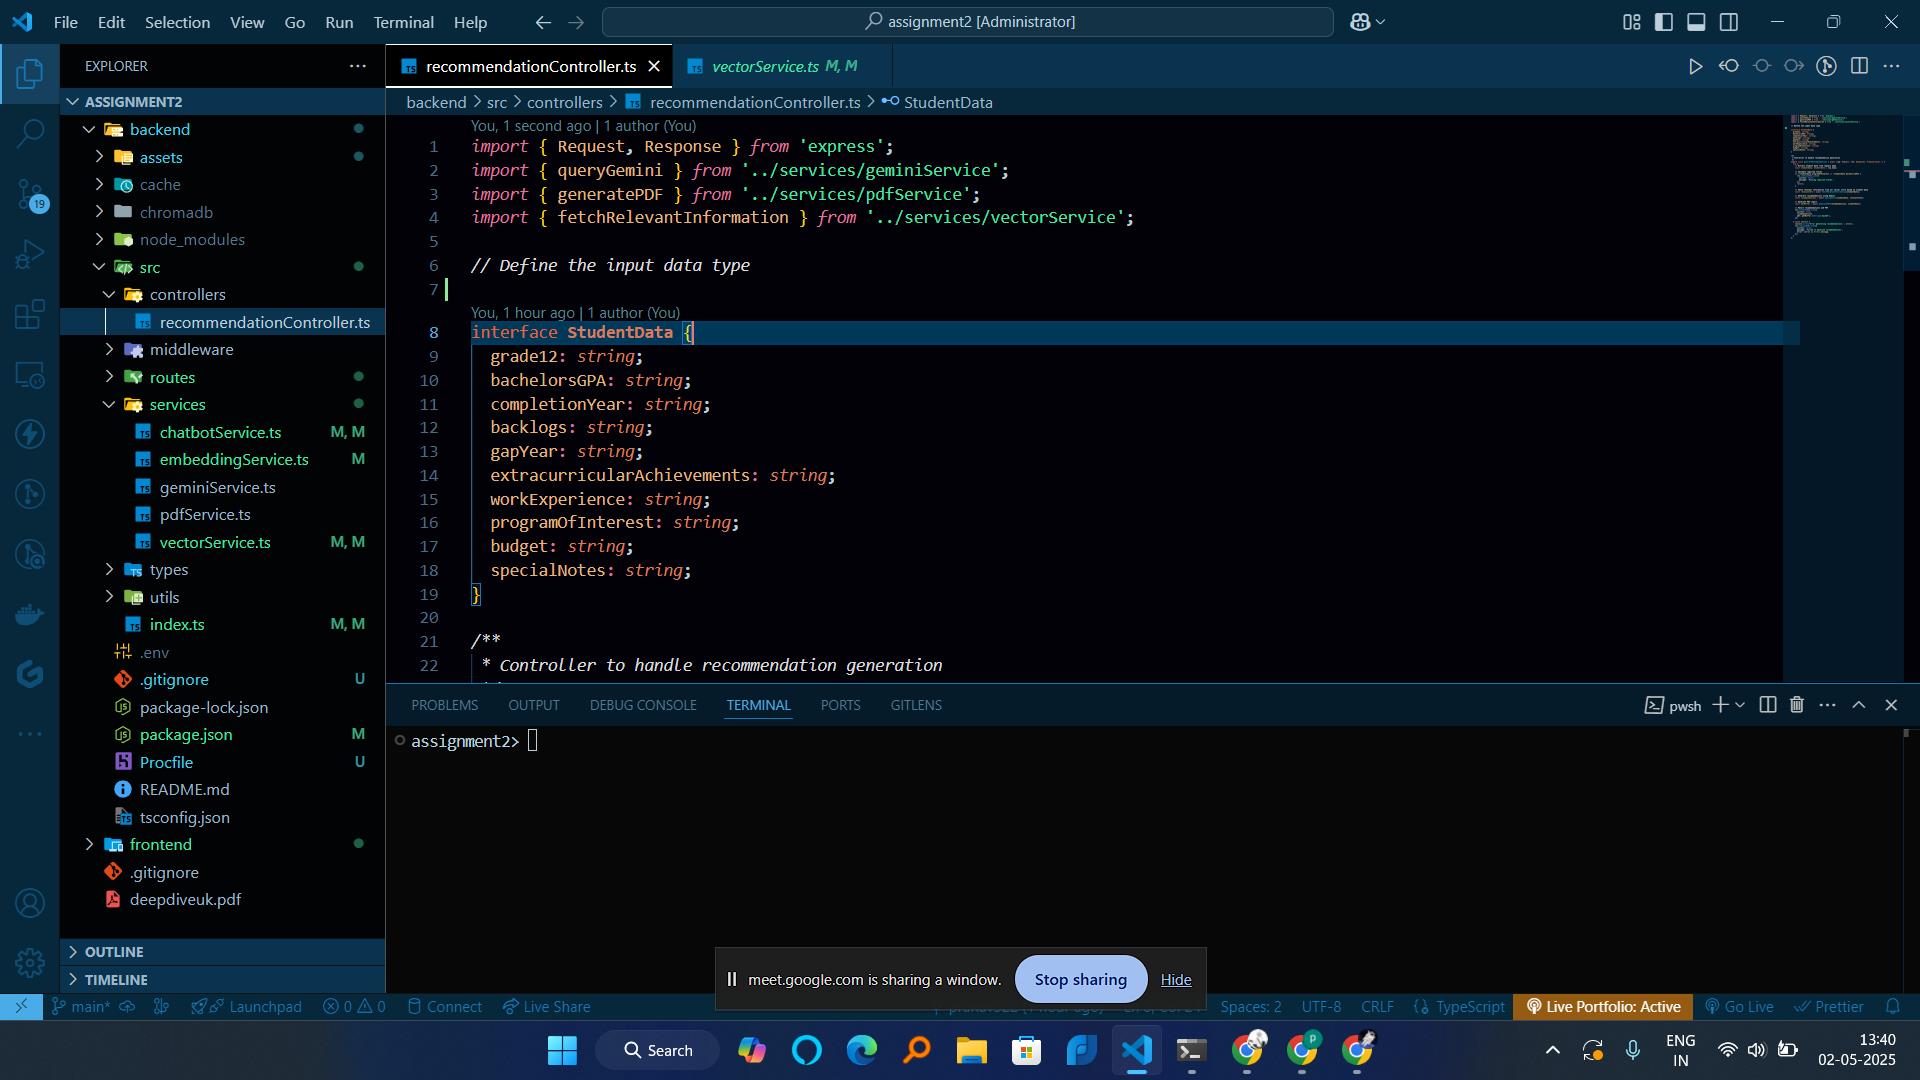 File Edit Selection View Go Run Terminal Help
assignment2 [Administrator]
EXPLORER
ASSIGNMENT2
backend
assets
cache
chromadb
node_modules
src
controllers
recommendationController.ts
middleware
routes
services
chatbotService.ts M, M
embeddingService.ts M
geminiService.ts
pdfService.ts
vectorService.ts M, M
types
utils
index.ts M, M
.env
.gitignore U
package-lock.json
package.json M
Procfile U
README.md
tsconfig.json
frontend
.gitignore
deepdiveuk.pdf
OUTLINE
TIMELINE
19
recommendationController.ts vectorService.ts M, M
backend > src > controllers > recommendationController.ts > StudentData
You, 1 second ago | 1 author (You)
1 import { Request, Response } from 'express';
2 import { queryGemini } from '../services/geminiService';
3 import { generatePDF } from '../services/pdfService';
4 import { fetchRelevantInformation } from '../services/vectorService';
5
6 // Define the input data type
7
You, 1 hour ago | 1 author (You)
8 interface StudentData {
9 grade12: string;
10 bachelorsGPA: string;
11 completionYear: string;
12 backlogs: string;
13 gapYear: string;
14 extracurricularAchievements: string;
15 workExperience: string;
16 programOfInterest: string;
17 budget: string;
18 specialNotes: string;
19 }
20
21 /**
22 * Controller to handle recommendation generation
PROBLEMS OUTPUT DEBUG CONSOLE TERMINAL PORTS GITLENS
pwsh
assignment2>
meet.google.com is sharing a window. Stop sharing Hide
main* Launchpad 0 0 Connect Live Share
Spaces: 2 UTF-8 CRLF {} TypeScript Live Portfolio: Active Go Live Prettier
Search
ENG
IN
13:40
02-05-2025